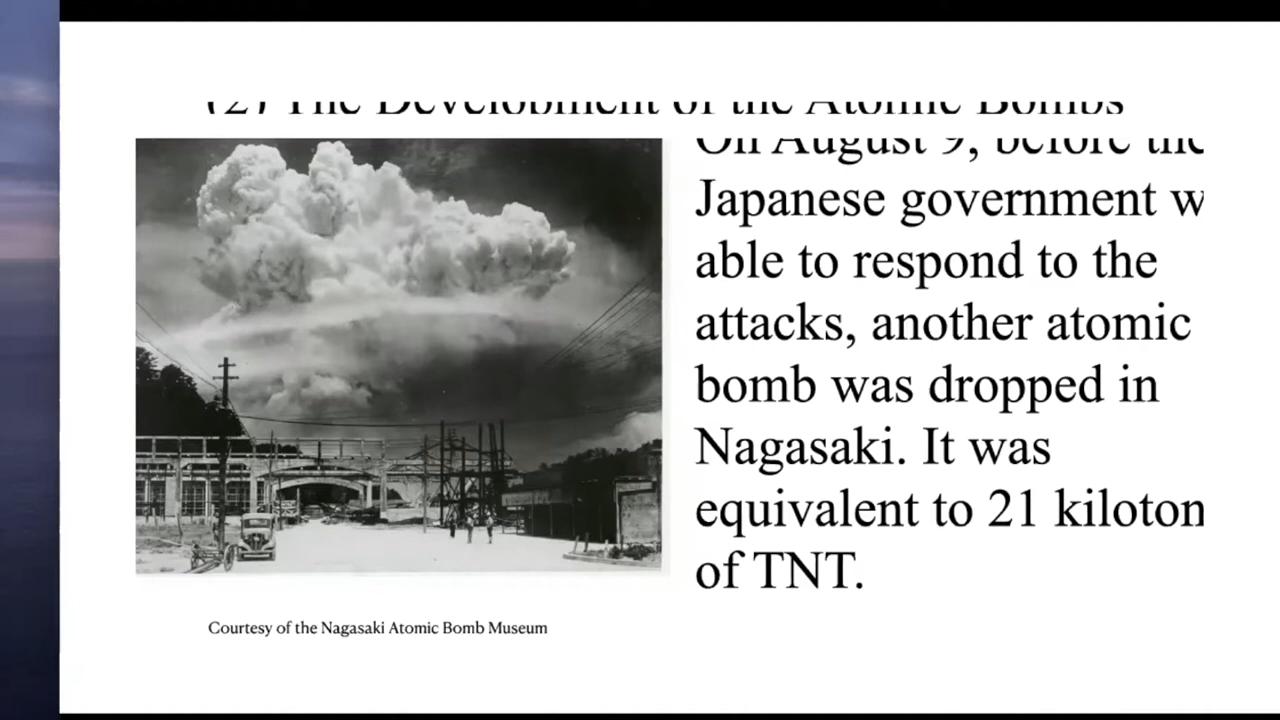 (2) The Development of the Atomic Bombs
On August 9, before the
Japanese government w
able to respond to the
attacks, another atomic
bomb was dropped in
Nagasaki. It was
equivalent to 21 kiloton
of TNT.
Courtesy of the Nagasaki Atomic Bomb Museum